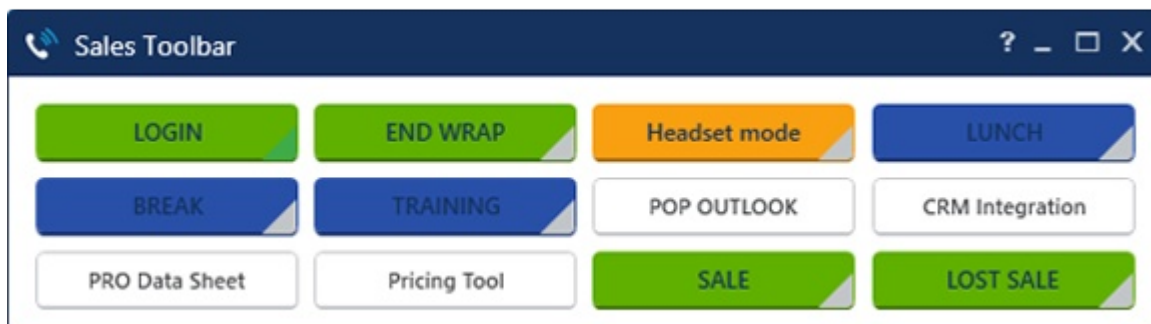 Sales Toolbar ?
LOGIN END WRAP Headset mode LUNCH
BREAK TRAINING POP OUTLOOK CRM Integration
PRO Data Sheet Pricing Tool SALE LOST SALE